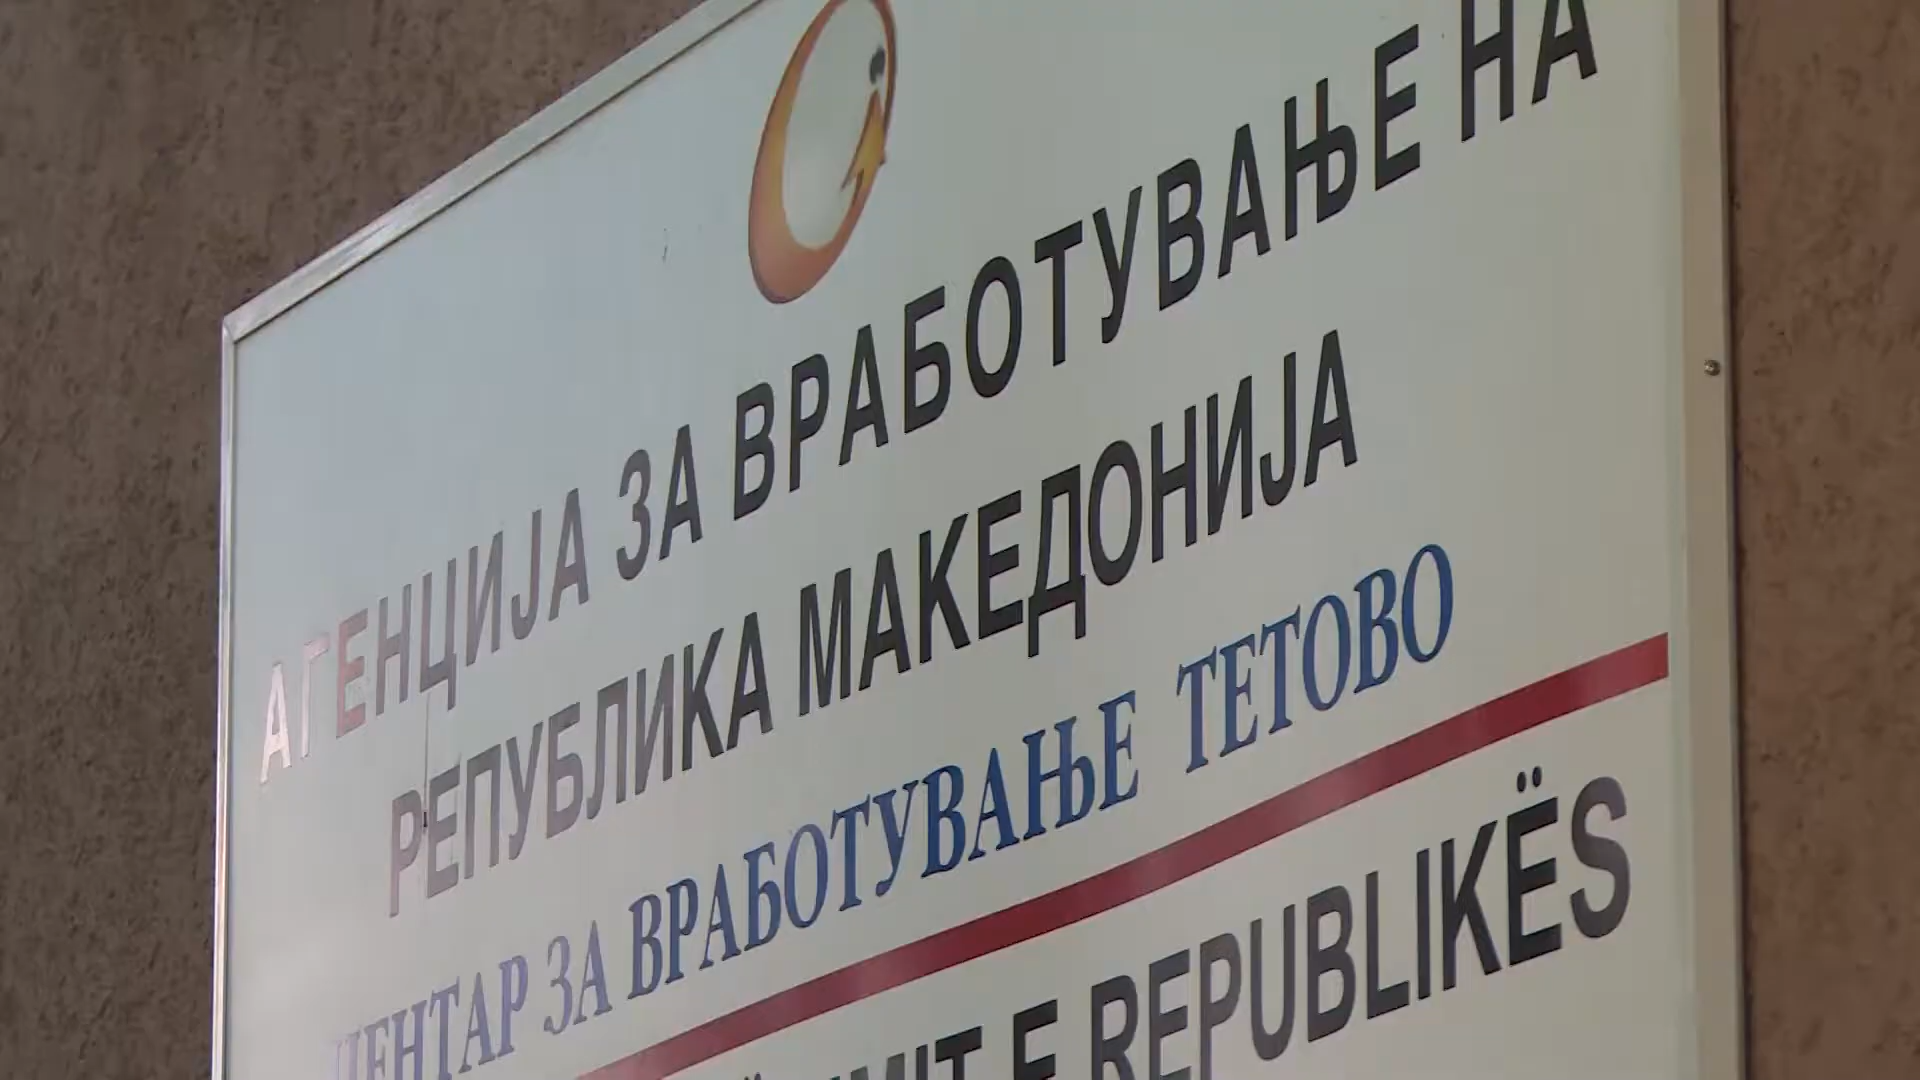 АГЕНЦИЈА ЗА ВРАБОТУВАЊЕ НА
РЕПУБЛИКА МАКЕДОНИЈА
ЦЕНТАР ЗА ВРАБОТУВАЊЕ ТЕТОВО
E REPUBLIKËS